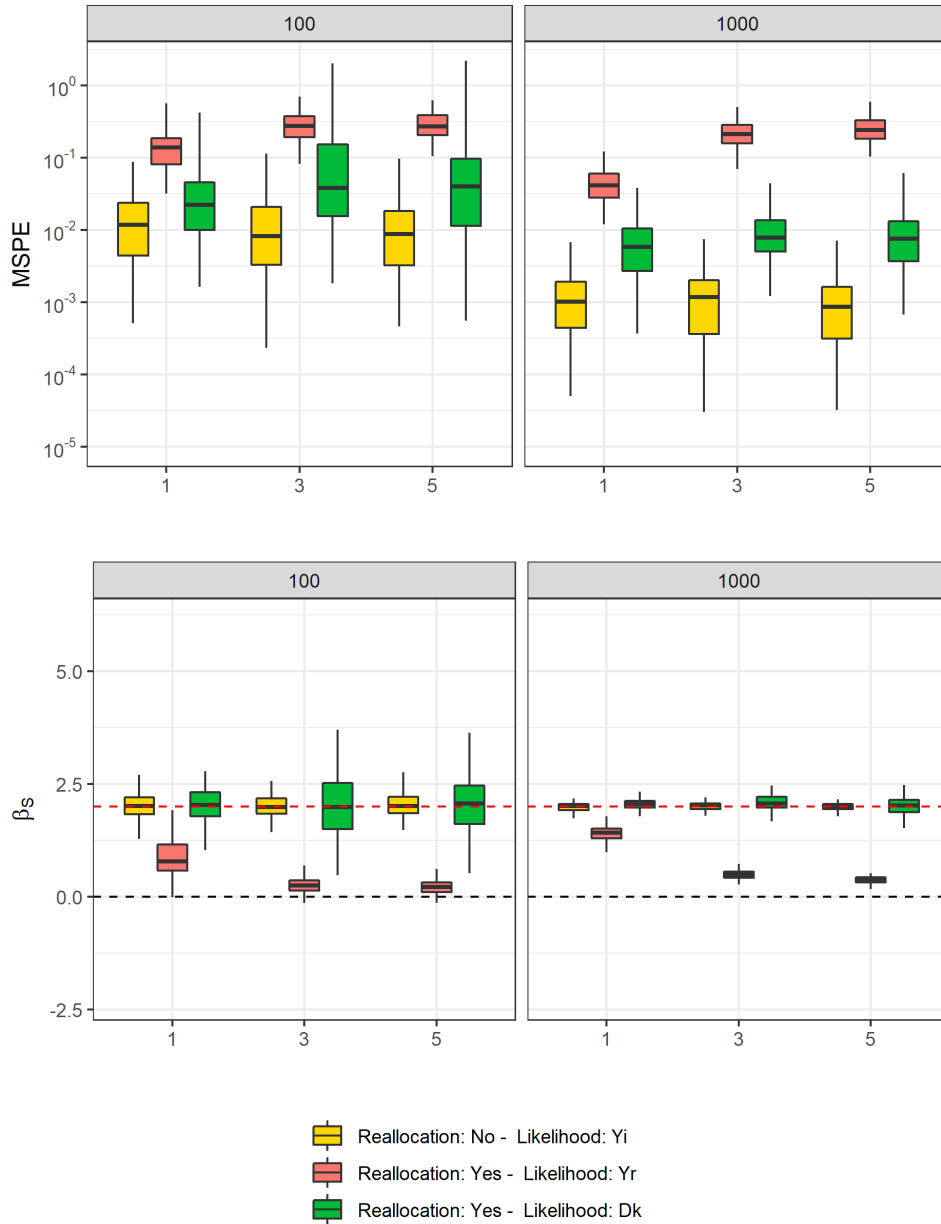 100 1000
MSPE
10⁰
10⁻¹
10⁻²
10⁻³
10⁻⁴
10⁻⁵
1 3 5 1 3 5
100 1000
βS
5.0
2.5
0.0
-2.5
1 3 5 1 3 5
Reallocation: No - Likelihood: Yi
Reallocation: Yes - Likelihood: Yr
Reallocation: Yes - Likelihood: Dk